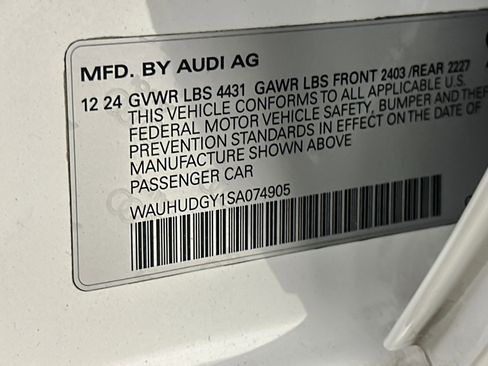 MFD. BY AUDI AG
12 24 GVWR LBS 4431 GAWR LBS FRONT 2403 /REAR 2227
THIS VEHICLE CONFORMS TO ALL APPLICABLE U.S.
FEDERAL MOTOR VEHICLE SAFETY, BUMPER AND THEF
PREVENTION STANDARDS IN EFFECT ON THE DATE OF
MANUFACTURE SHOWN ABOVE
PASSENGER CAR
WAUHUDGY1SA074905